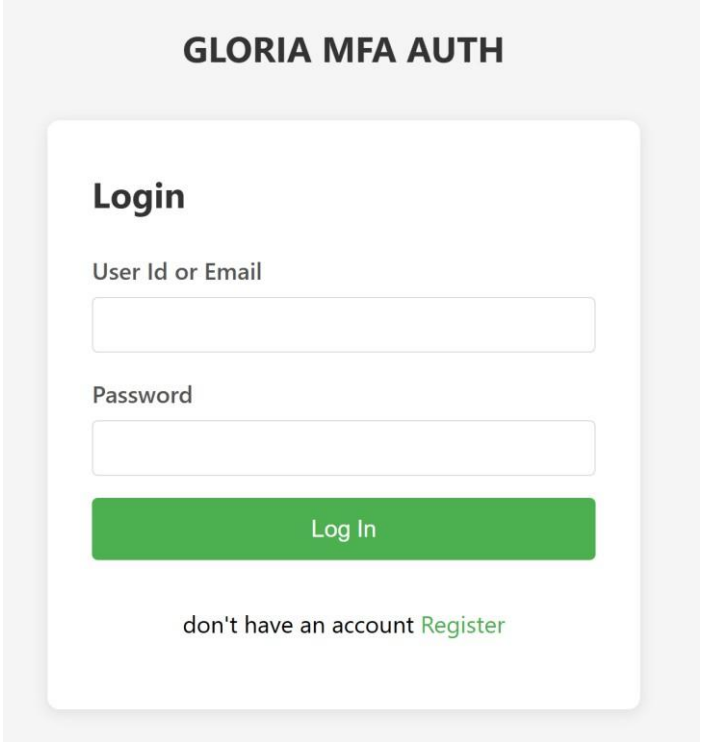 GLORIA MFA AUTH
Login
User Id or Email
Password
Log In
don't have an account Register